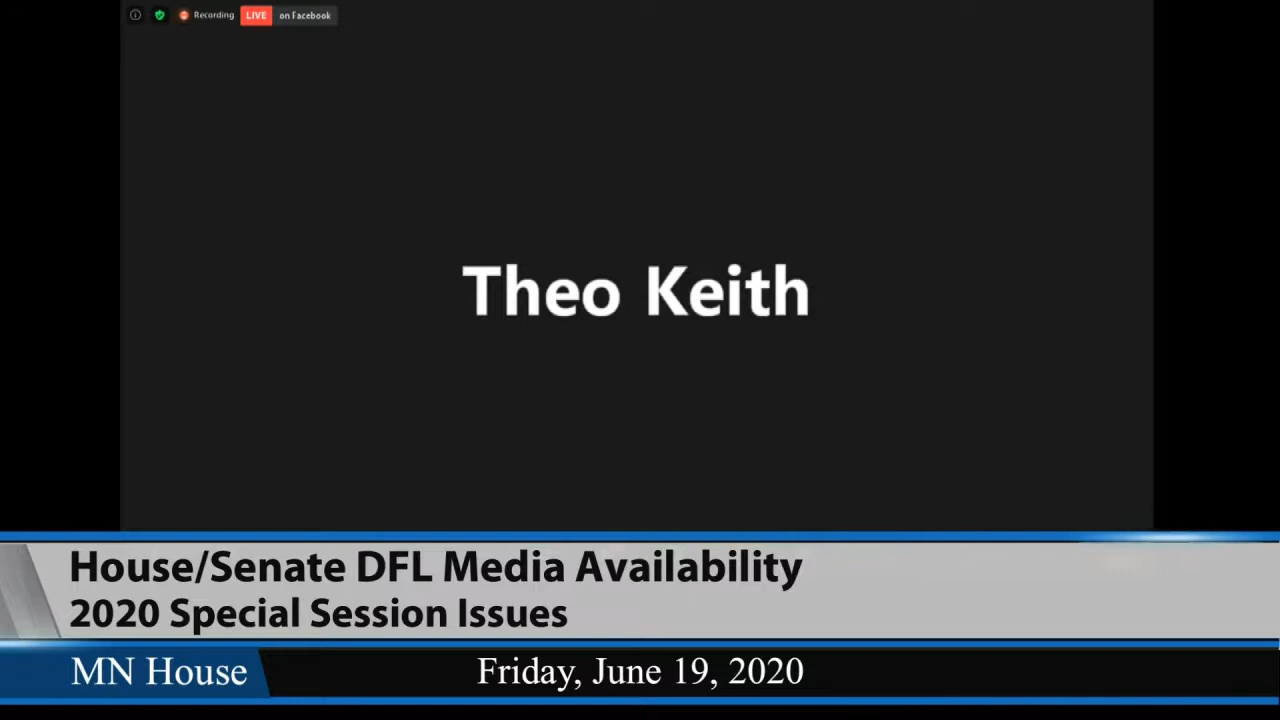 Recording LIVE on Facebook
Theo Keith
House/Senate DFL Media Availability
2020 Special Session Issues
MN House Friday, June 19, 2020